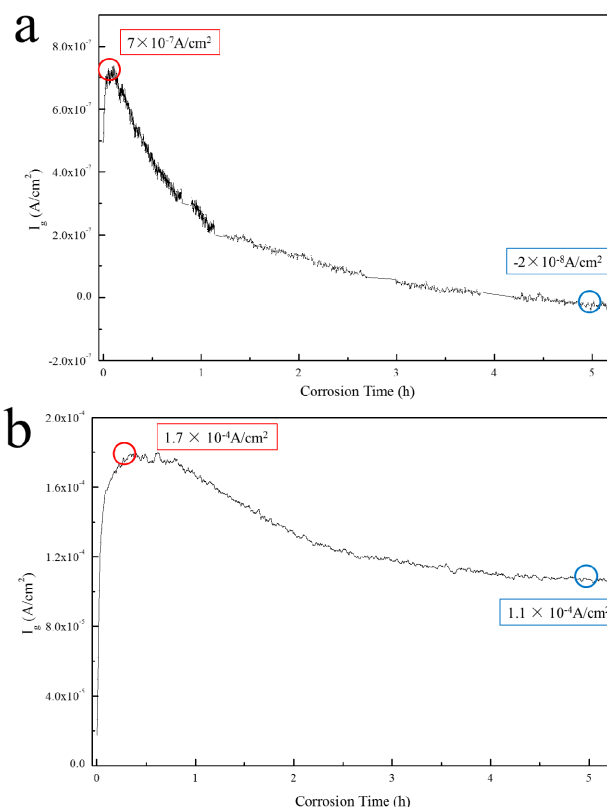 a
7×10⁻⁷A/cm²
8.0x10⁻⁷
6.0x10⁻⁷
4.0x10⁻⁷
2.0x10⁻⁷
0.0
-2.0x10⁻⁷
I_g (A/cm²)
-2×10⁻⁸A/cm²
0 1 2 3 4 5
Corrosion Time (h)
b
1.7 × 10⁻⁴A/cm²
2.0x10⁻⁴
1.6x10⁻⁴
1.2x10⁻⁴
8.0x10⁻⁵
4.0x10⁻⁵
0.0
I_g (A/cm²)
1.1 × 10⁻⁴A/cm²
0 1 2 3 4 5
Corrosion Time (h)